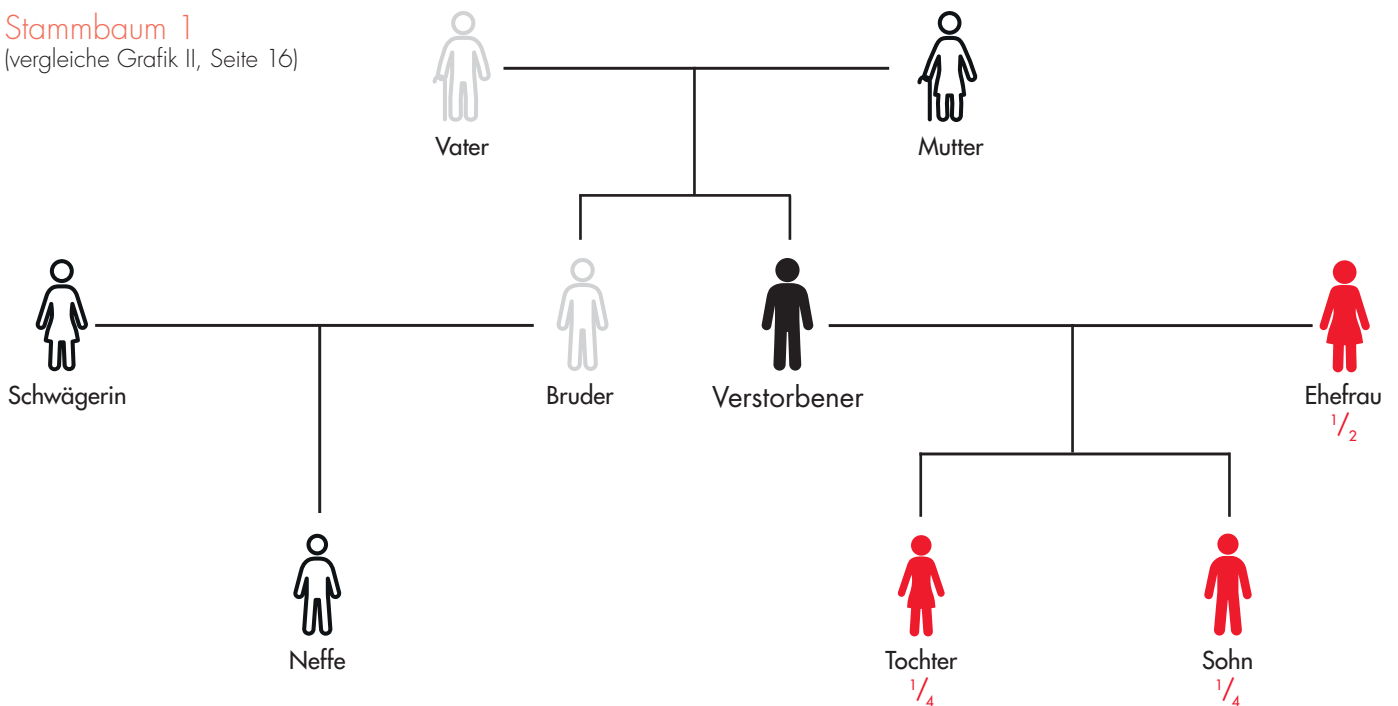 Stammbaum 1
(vergleiche Grafik II, Seite 16)
Vater
Mutter
Schwägerin
Bruder
Verstorbener
Ehefrau
1/2
Neffe
Tochter
1/4
Sohn
1/4